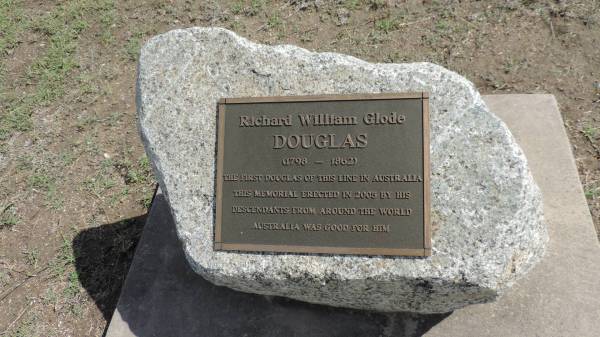 Richard William Glode
DOUGLAS
(1798 — 1862)
THE FIRST DOUGLAS OF THIS LINE IN AUSTRALIA
THIS MEMORIAL ERECTED IN 2005 BY HIS
DESCENDANTS FROM AROUND THE WORLD
AUSTRALIA WAS GOOD FOR HIM